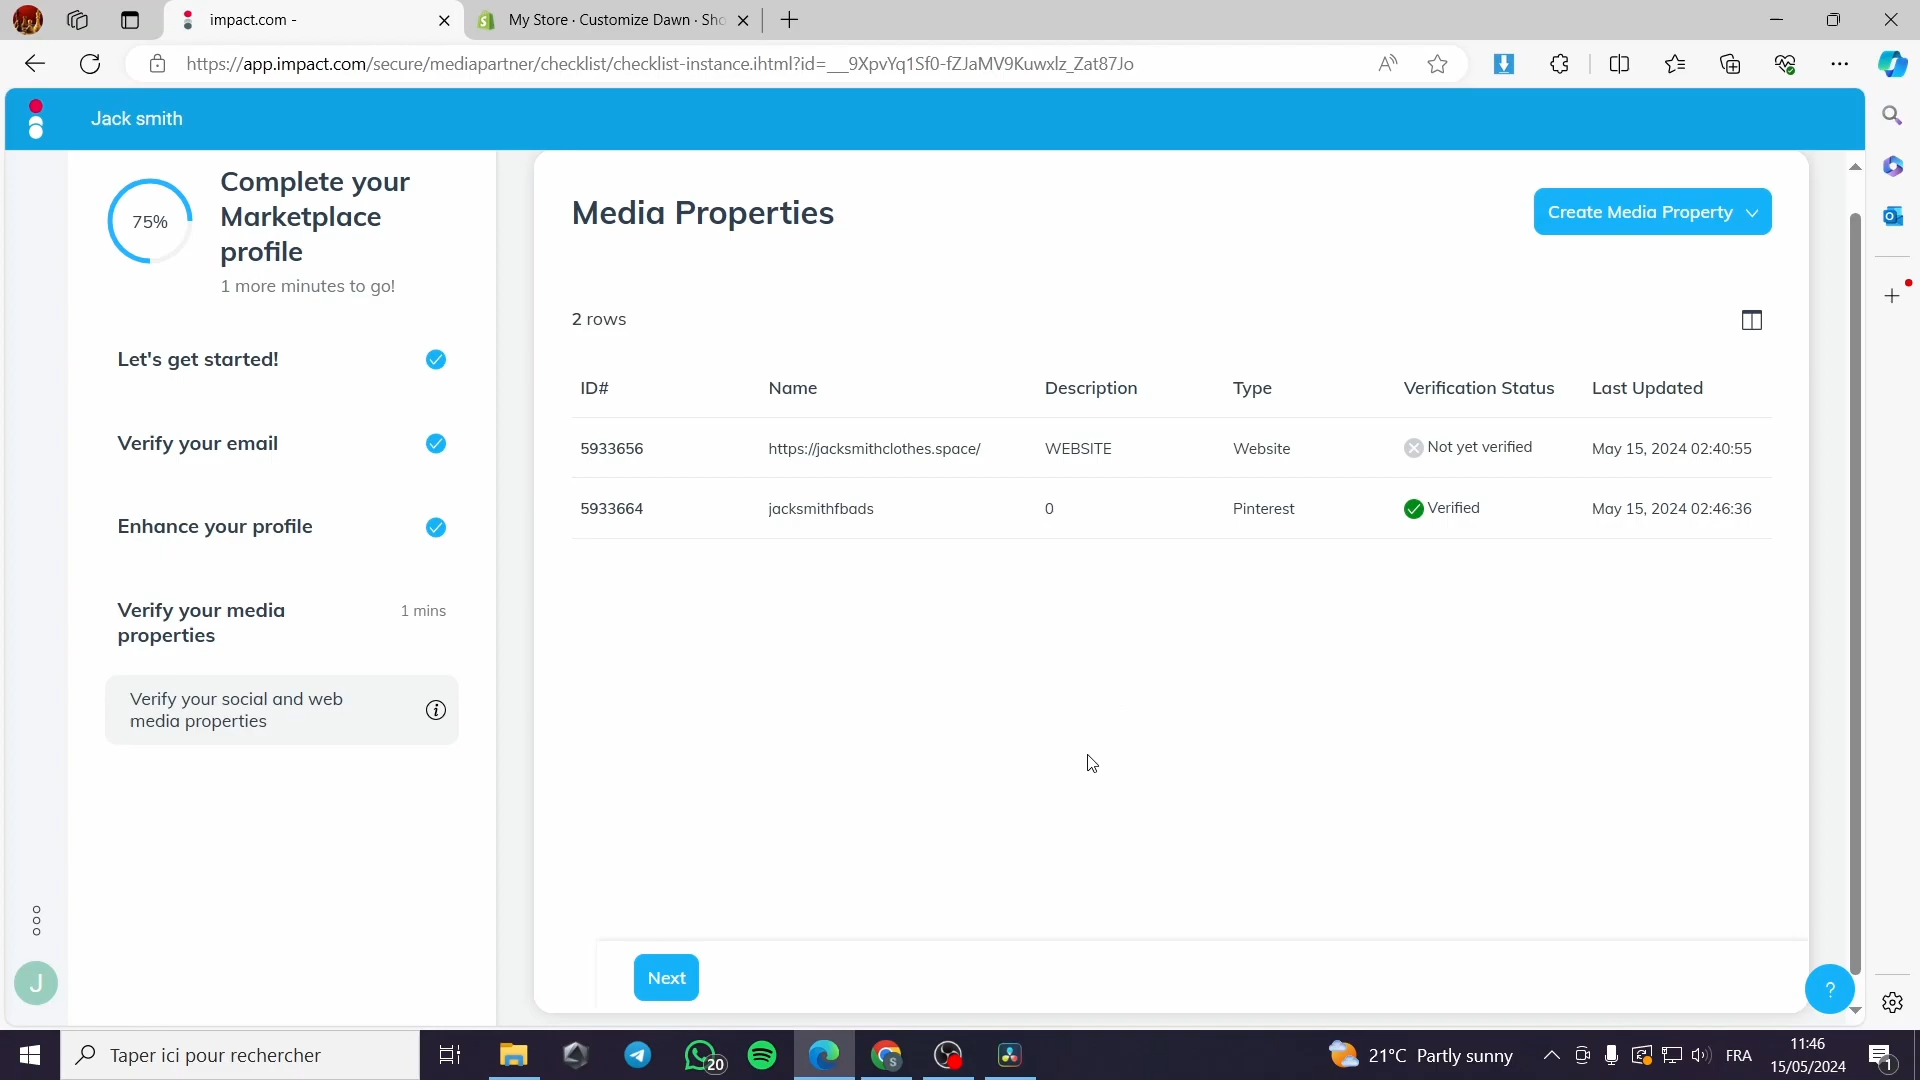 impact.com -
My Store · Customize Dawn · Sho
https://app.impact.com/secure/mediapartner/checklist/checklist-instance.ihtml?id=___9XpvYq1Sf0-fZJaMV9Kuwxlz_Zat87Jo
Jack smith
75%
Complete your
Marketplace
profile
1 more minutes to go!
Let's get started!
Verify your email
Enhance your profile
Verify your media
properties
1 mins
Verify your social and web
media properties
J
Media Properties
Create Media Property
2 rows
ID# Name Description Type Verification Status Last Updated
5933656 https://jacksmithclothes.space/ WEBSITE Website Not yet verified May 15, 2024 02:40:55
5933664 jacksmithfbads 0 Pinterest Verified May 15, 2024 02:46:36
Next
?
Taper ici pour rechercher
20
21°C Partly sunny
FRA
11:46
15/05/2024
1